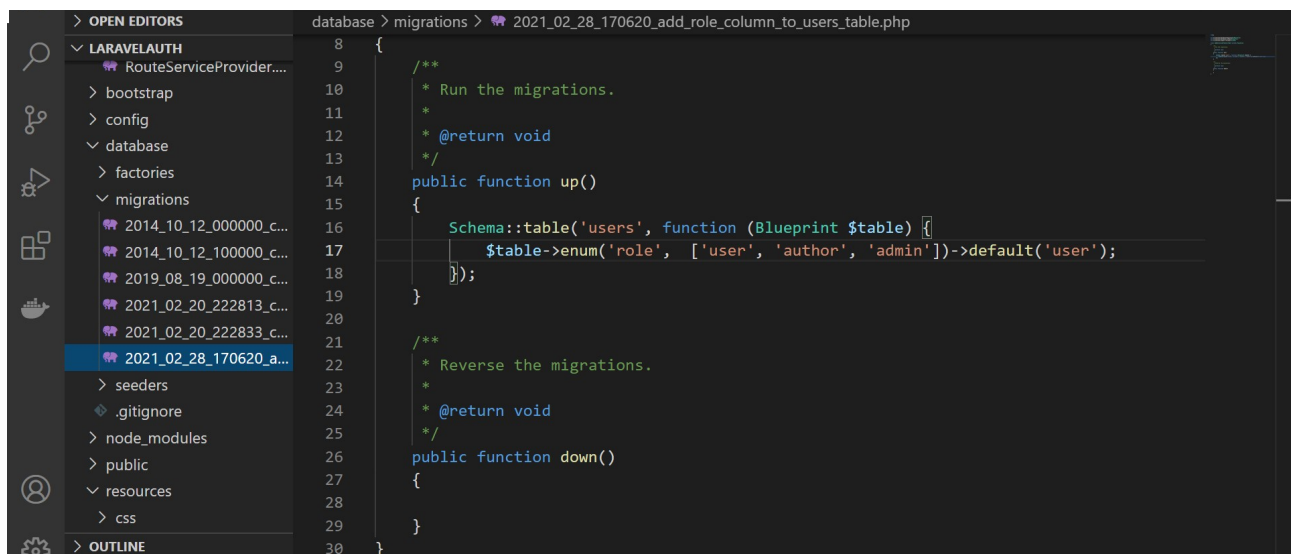 OPEN EDITORS
LARAVELAUTH
RouteServiceProvider....
bootstrap
config
database
factories
migrations
2014_10_12_000000_c...
2014_10_12_100000_c...
2019_08_19_000000_c...
2021_02_20_222813_c...
2021_02_20_222833_c...
2021_02_28_170620_a...
seeders
.gitignore
node_modules
public
resources
css
OUTLINE
database > migrations > 2021_02_28_170620_add_role_column_to_users_table.php
8 {
9 /**
10 * Run the migrations.
11 *
12 * @return void
13 */
14 public function up()
15 {
16 Schema::table('users', function (Blueprint $table) {
17 $table->enum('role',  ['user', 'author', 'admin'])->default('user');
18 });
19 }
20
21 /**
22 * Reverse the migrations.
23 *
24 * @return void
25 */
26 public function down()
27 {
28
29 }
30 }